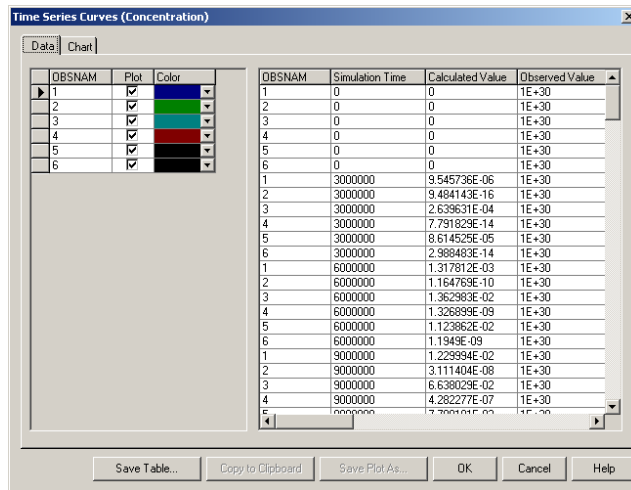 Time Series Curves (Concentration)
Data Chart
OBSNAM Plot Color
1
2
3
4
5
6
OBSNAM Simulation Time Calculated Value Observed Value
1 0 0 1E+30
2 0 0 1E+30
3 0 0 1E+30
4 0 0 1E+30
5 0 0 1E+30
6 0 0 1E+30
1 3000000 9.545736E-06 1E+30
2 3000000 9.484143E-16 1E+30
3 3000000 2.639631E-04 1E+30
4 3000000 7.791829E-14 1E+30
5 3000000 8.614525E-05 1E+30
6 3000000 2.988483E-14 1E+30
1 6000000 1.317812E-03 1E+30
2 6000000 1.164769E-10 1E+30
3 6000000 1.362983E-02 1E+30
4 6000000 1.326899E-09 1E+30
5 6000000 1.123862E-02 1E+30
6 6000000 1.1949E-09 1E+30
1 9000000 1.229994E-02 1E+30
2 9000000 3.111404E-08 1E+30
3 9000000 6.638029E-02 1E+30
4 9000000 4.282277E-07 1E+30
Save Table... Copy to Clipboard Save Plot As... OK Cancel Help